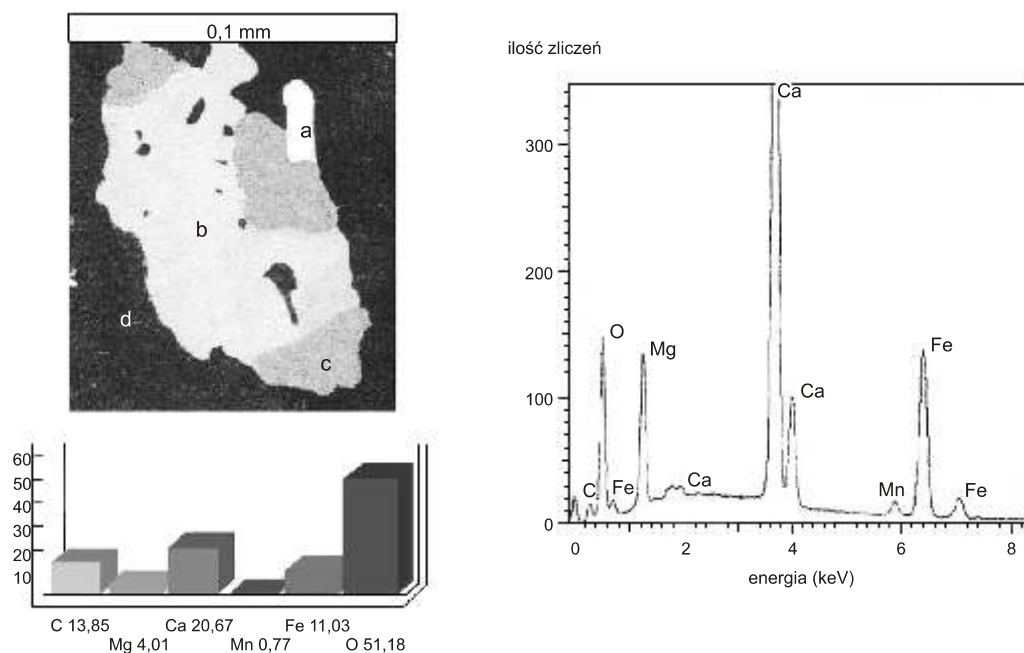 0,1 mm
a
b
c
d
60
50
40
30
20
10
C 13,85
Ca 20,67
Fe 11,03
Mg 4,01
Mn 0,77
O 51,18
ilość zliczeń
300
200
100
0
Ca
O
Mg
Ca
Fe
C
Fe
Ca
Mn
Fe
0
2
4
6
8
energia (keV)